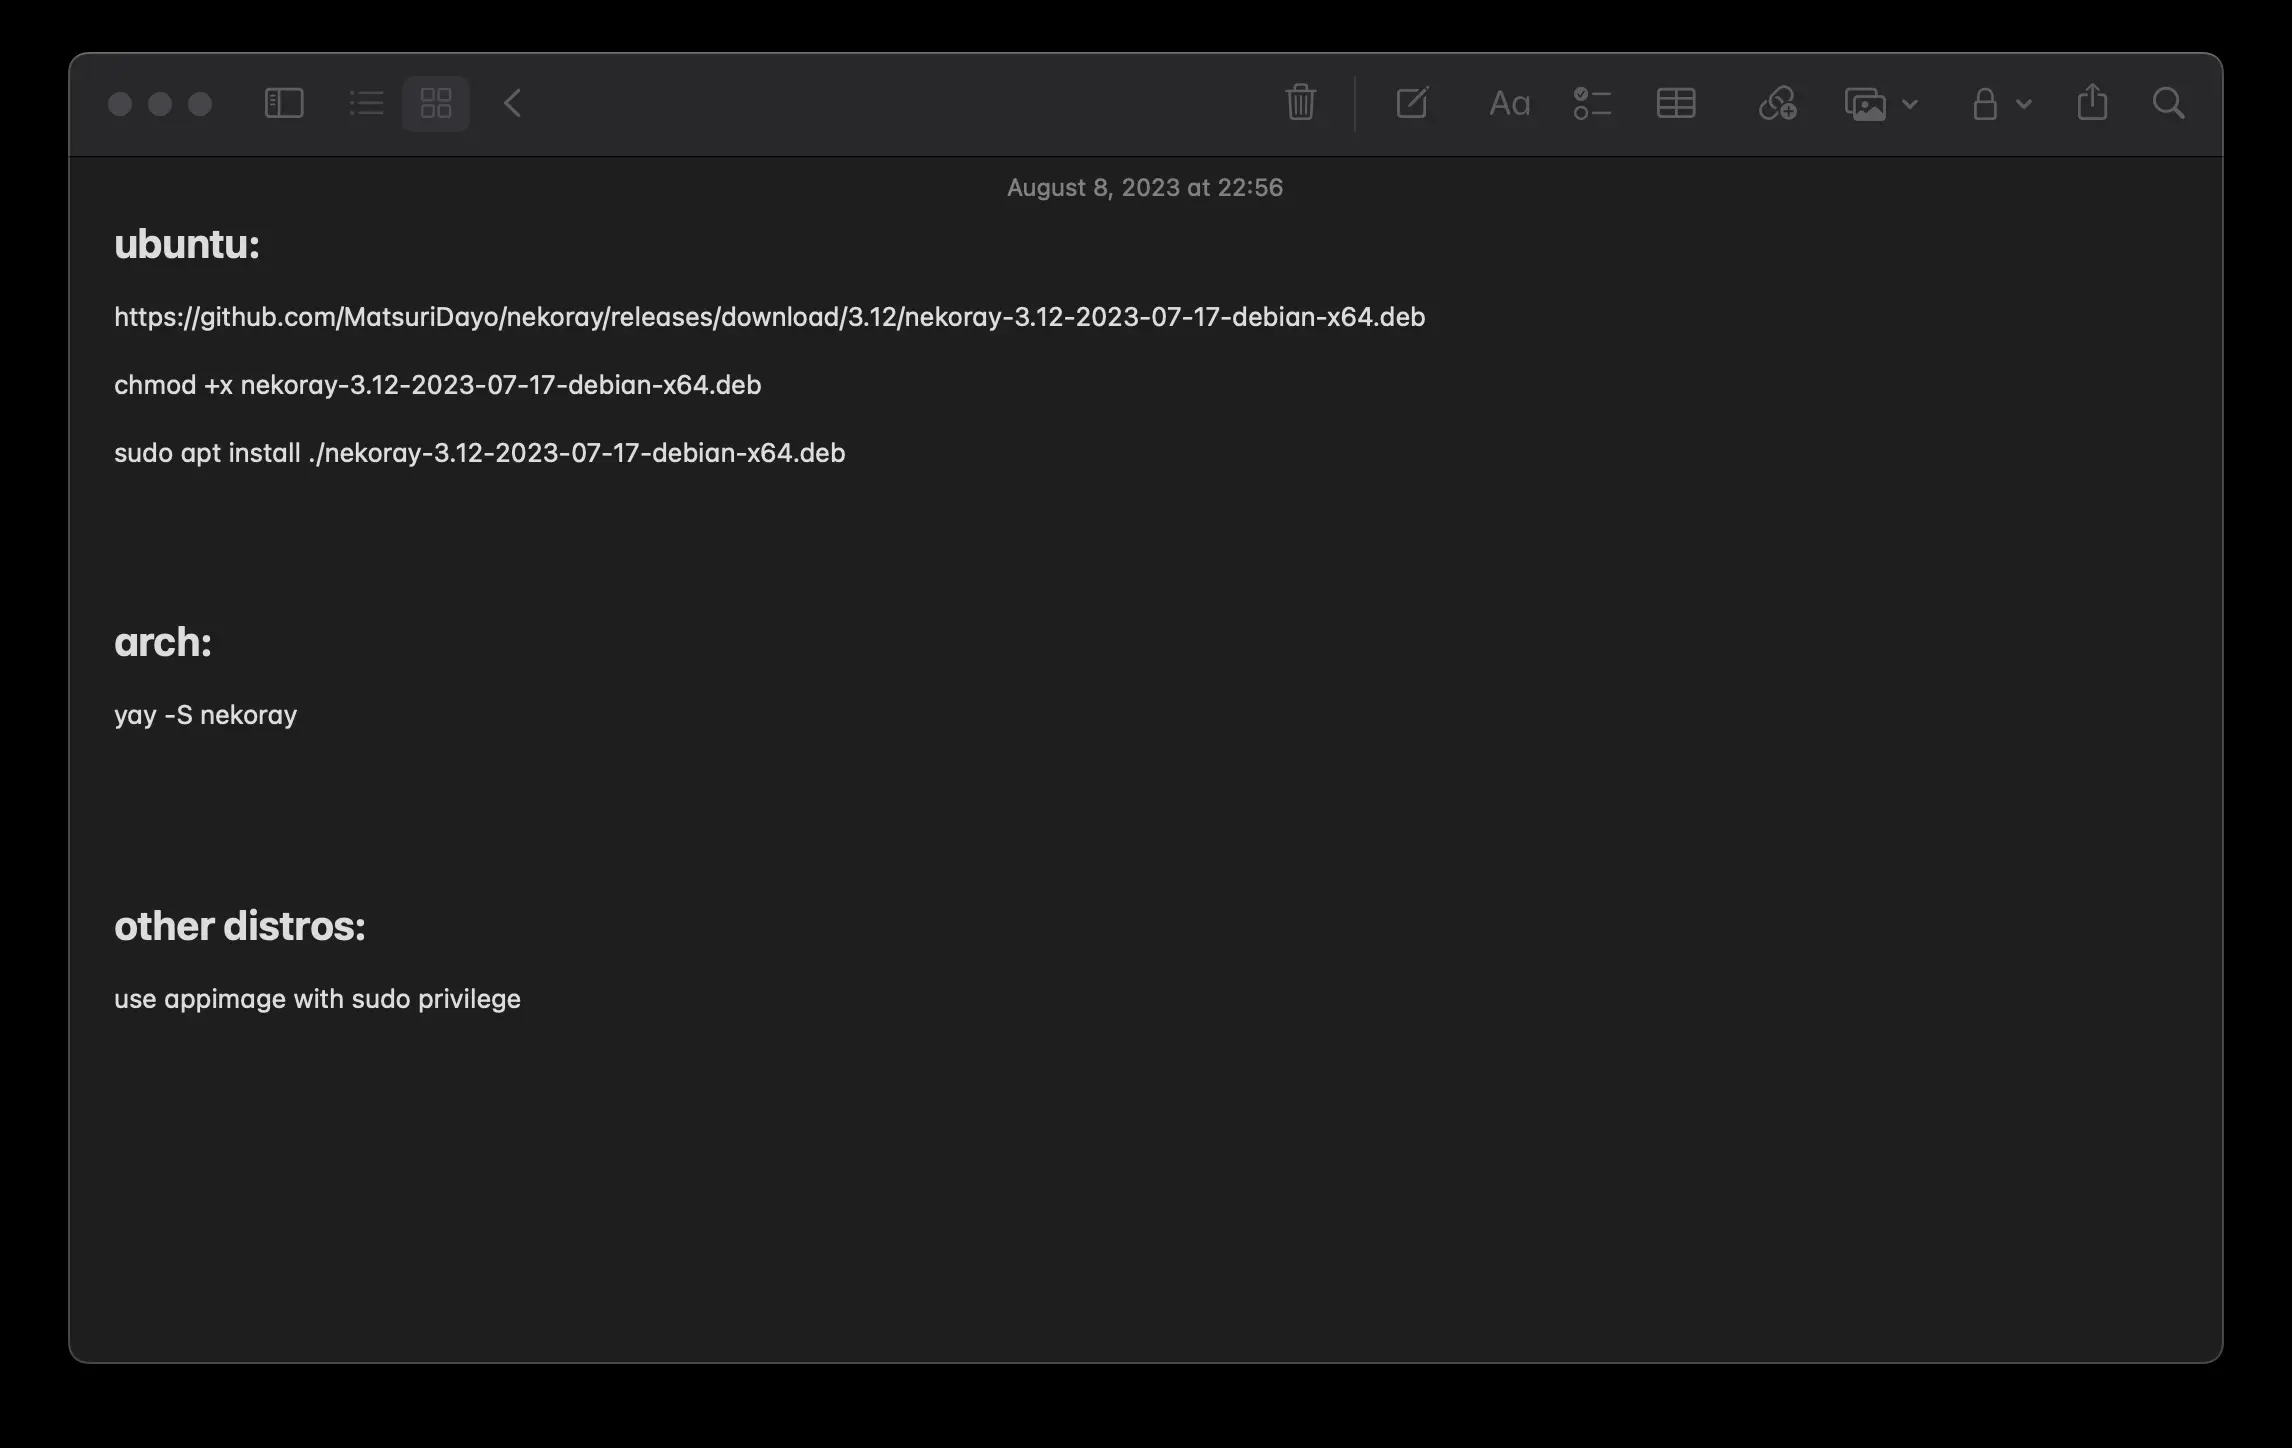 Aa
August 8, 2023 at 22:56
ubuntu:
https://github.com/MatsuriDayo/nekoray/releases/download/3.12/nekoray-3.12-2023-07-17-debian-x64.deb
chmod +x nekoray-3.12-2023-07-17-debian-x64.deb
sudo apt install ./nekoray-3.12-2023-07-17-debian-x64.deb
arch:
yay -S nekoray
other distros:
use appimage with sudo privilege